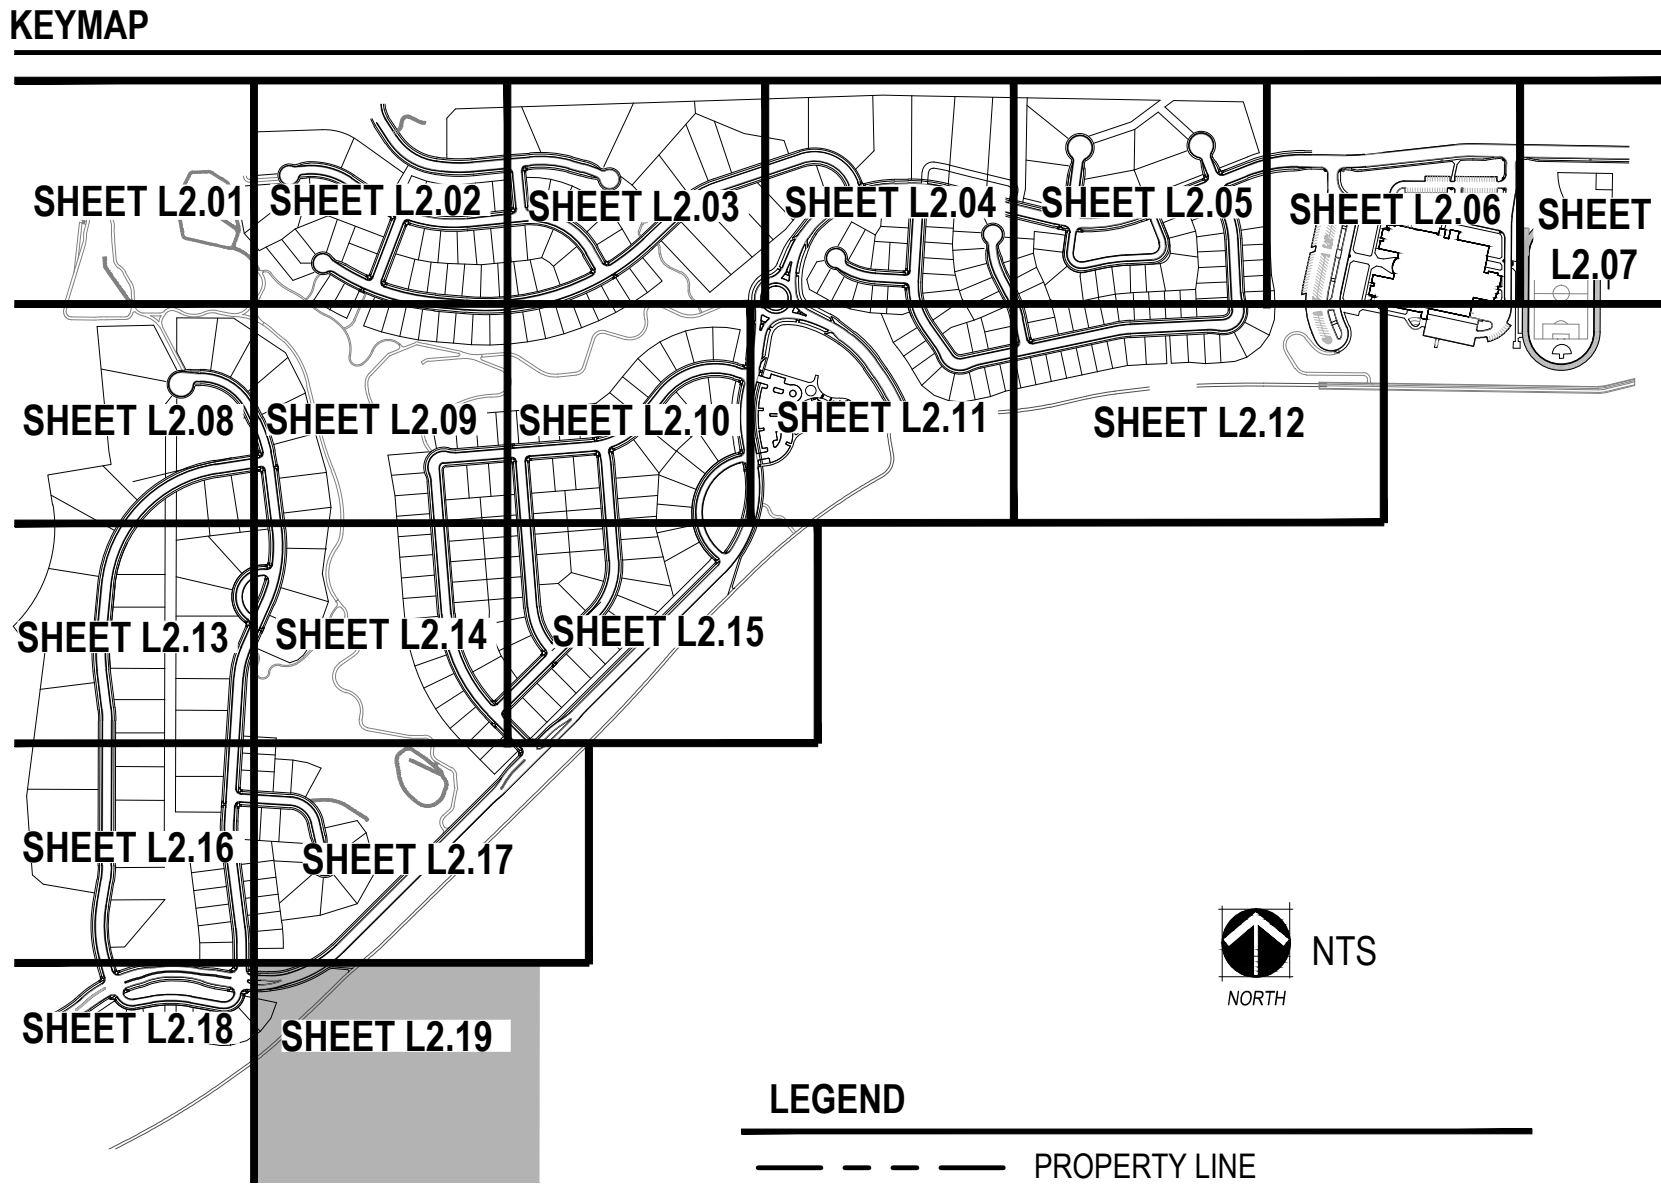 KEYMAP
SHEET L2.01
SHEET L2.02
SHEET L2.03
SHEET L2.04
SHEET L2.05
SHEET L2.06
SHEET
L2.07
SHEET L2.08
SHEET L2.09
SHEET L2.10
SHEET L2.11
SHEET L2.12
SHEET L2.13
SHEET L2.14
SHEET L2.15
SHEET L2.16
SHEET L2.17
NTS
NORTH
SHEET L2.18
SHEET L2.19
LEGEND
PROPERTY LINE